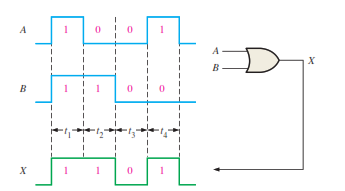 A 1 0 0 1
A
B
X
B 1 1 0 0
t₁ t₂ t₃ t₄
X 1 1 0 1